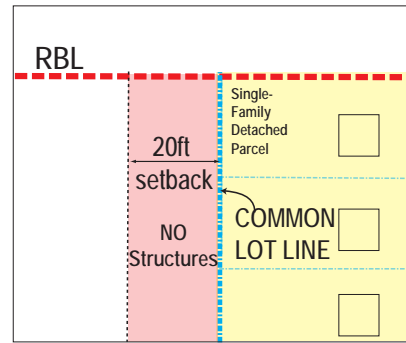 RBL
Single-
Family
Detached
Parcel
20ft
setback
NO
Structures
COMMON
LOT LINE